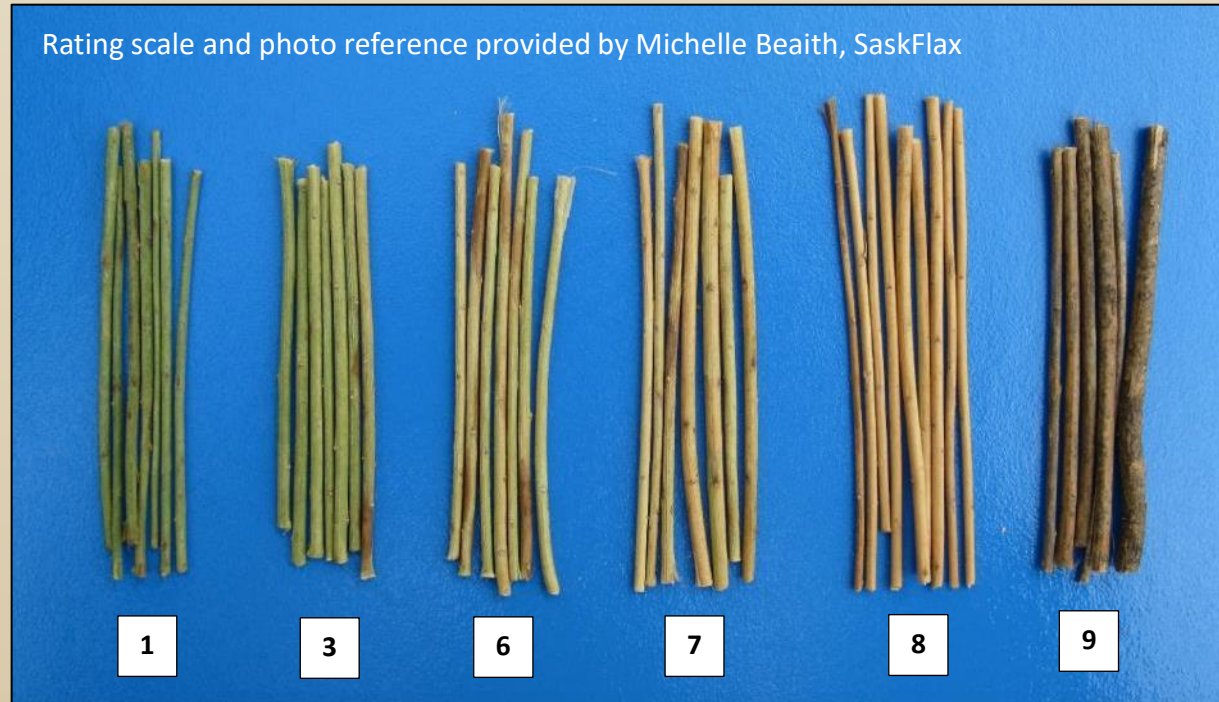 Rating scale and photo reference provided by Michelle Beaith, SaskFlax
1 3 6 7 8 9